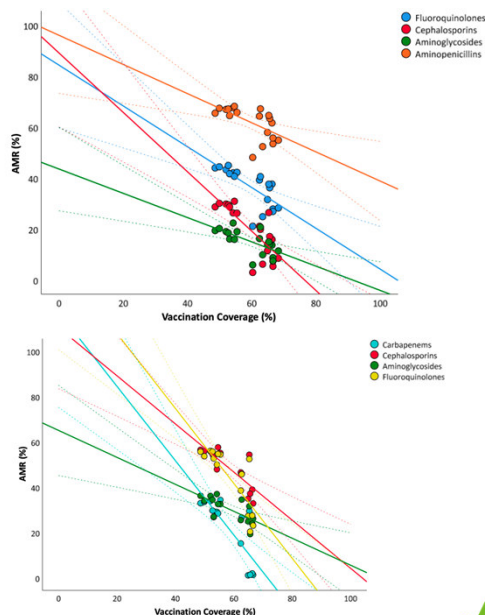 Fluoroquinolones
Cephalosporins
Aminoglycosides
Aminopenicillins
100
80
60
40
20
0
AMR (%)
0 20 40 60 80 100
Vaccination Coverage (%)
Carbapenems
Cephalosporins
Aminoglycosides
Fluoroquinolones
100
80
60
40
20
0
AMR (%)
0 20 40 60 80 100
Vaccination Coverage (%)